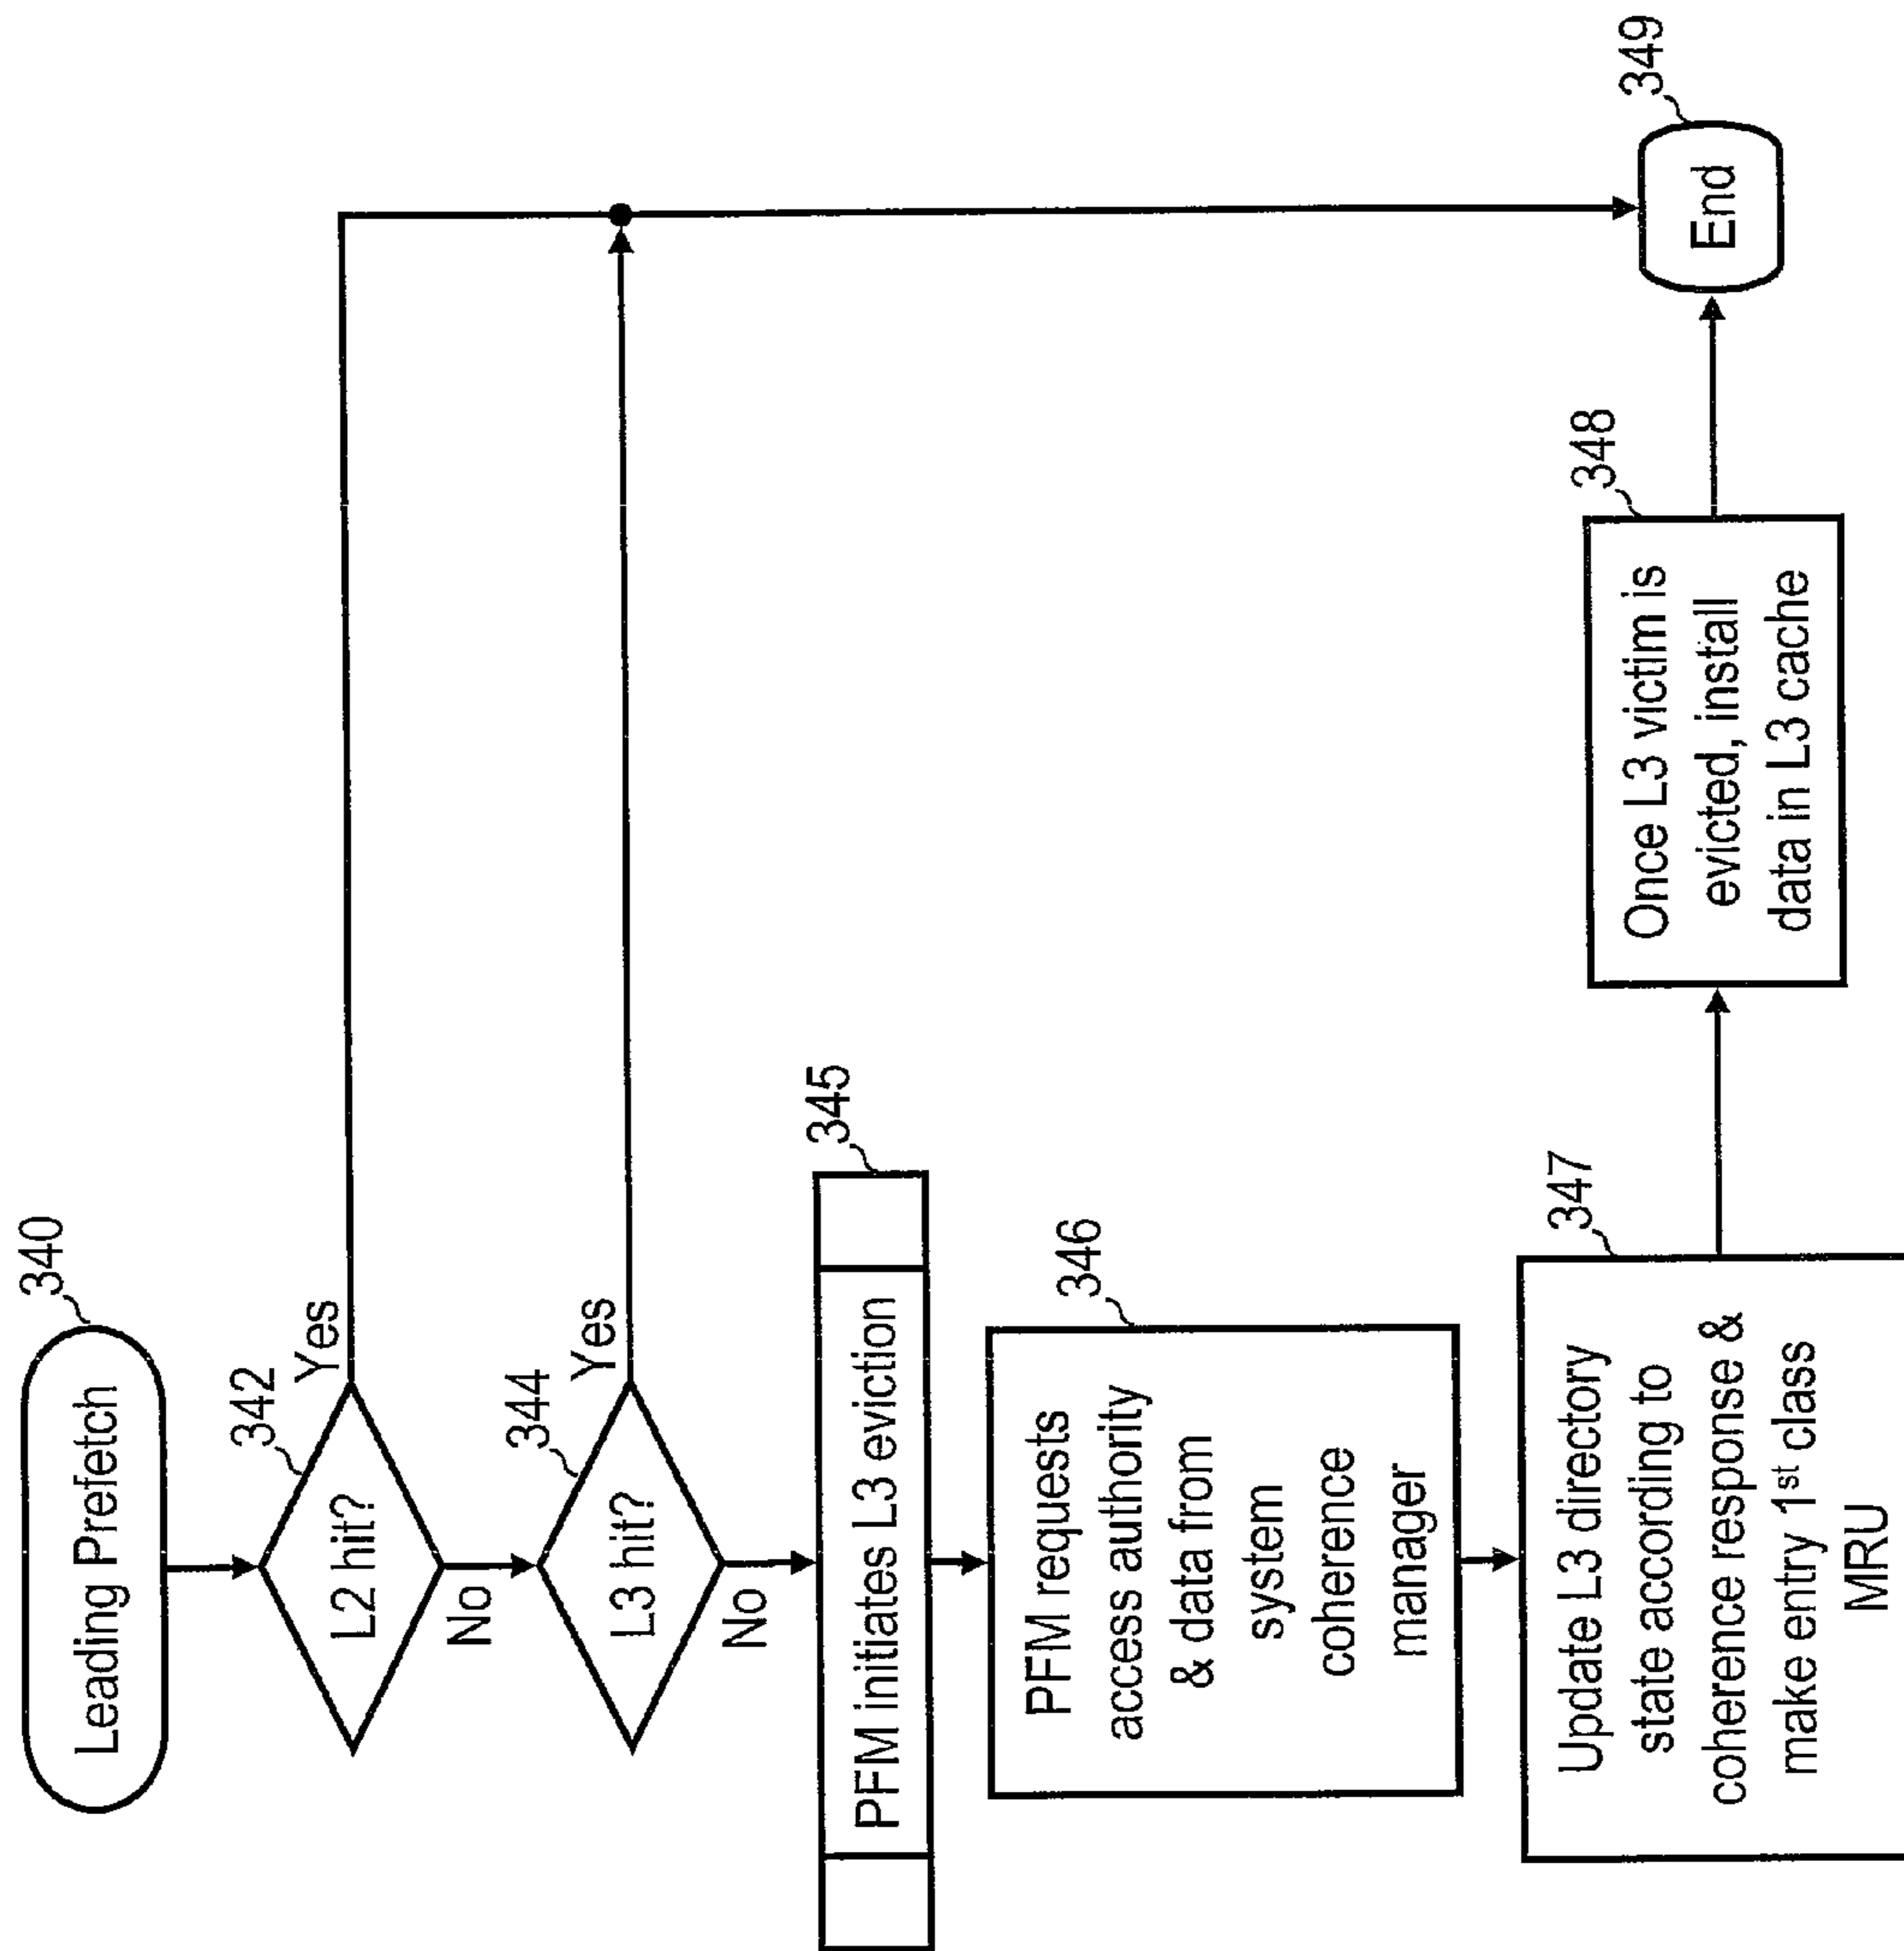 340
Leading Prefetch
342
L2 hit?
Yes
No
344
L3 hit?
Yes
No
345
PFM initiates L3 eviction
346
PFM requests
access authority
& data from
system
coherence
manager
347
Update L3 directory
state according to
coherence response &
make entry 1st class
MRU
348
Once L3 victim is
evicted, install
data in L3 cache
349
End